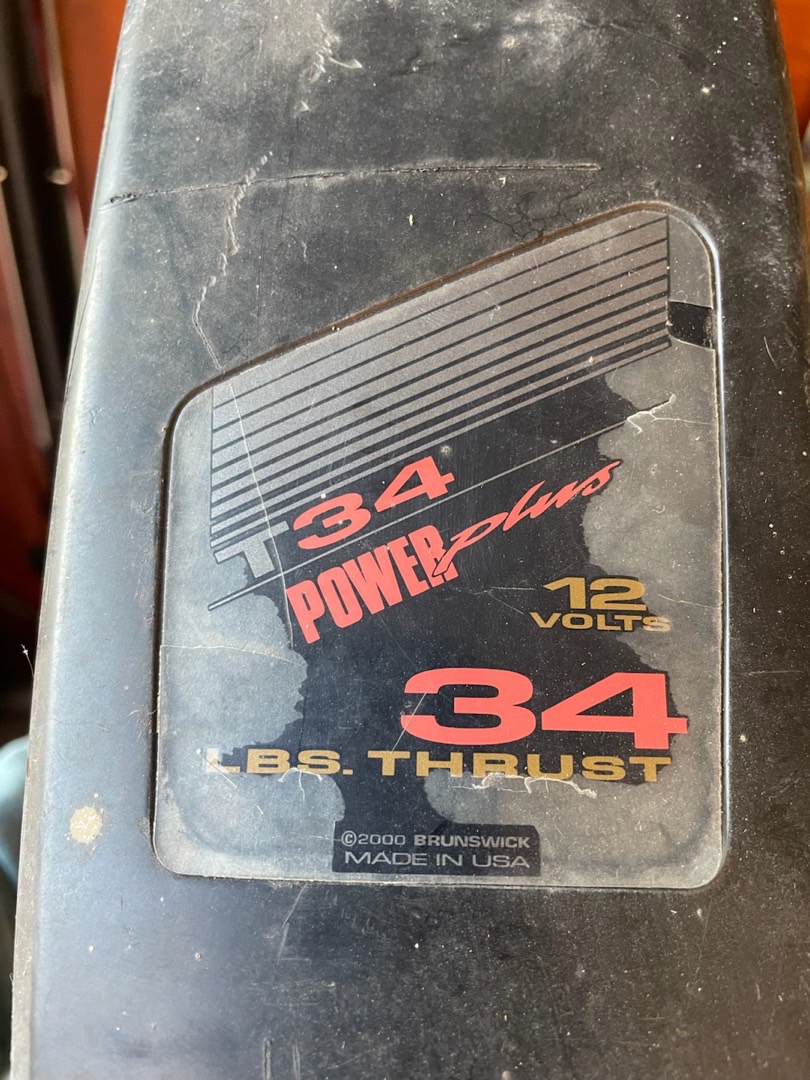 T34
POWER plus
12
VOLTS
34
LBS. THRUST
©2000 BRUNSWICK
MADE IN USA